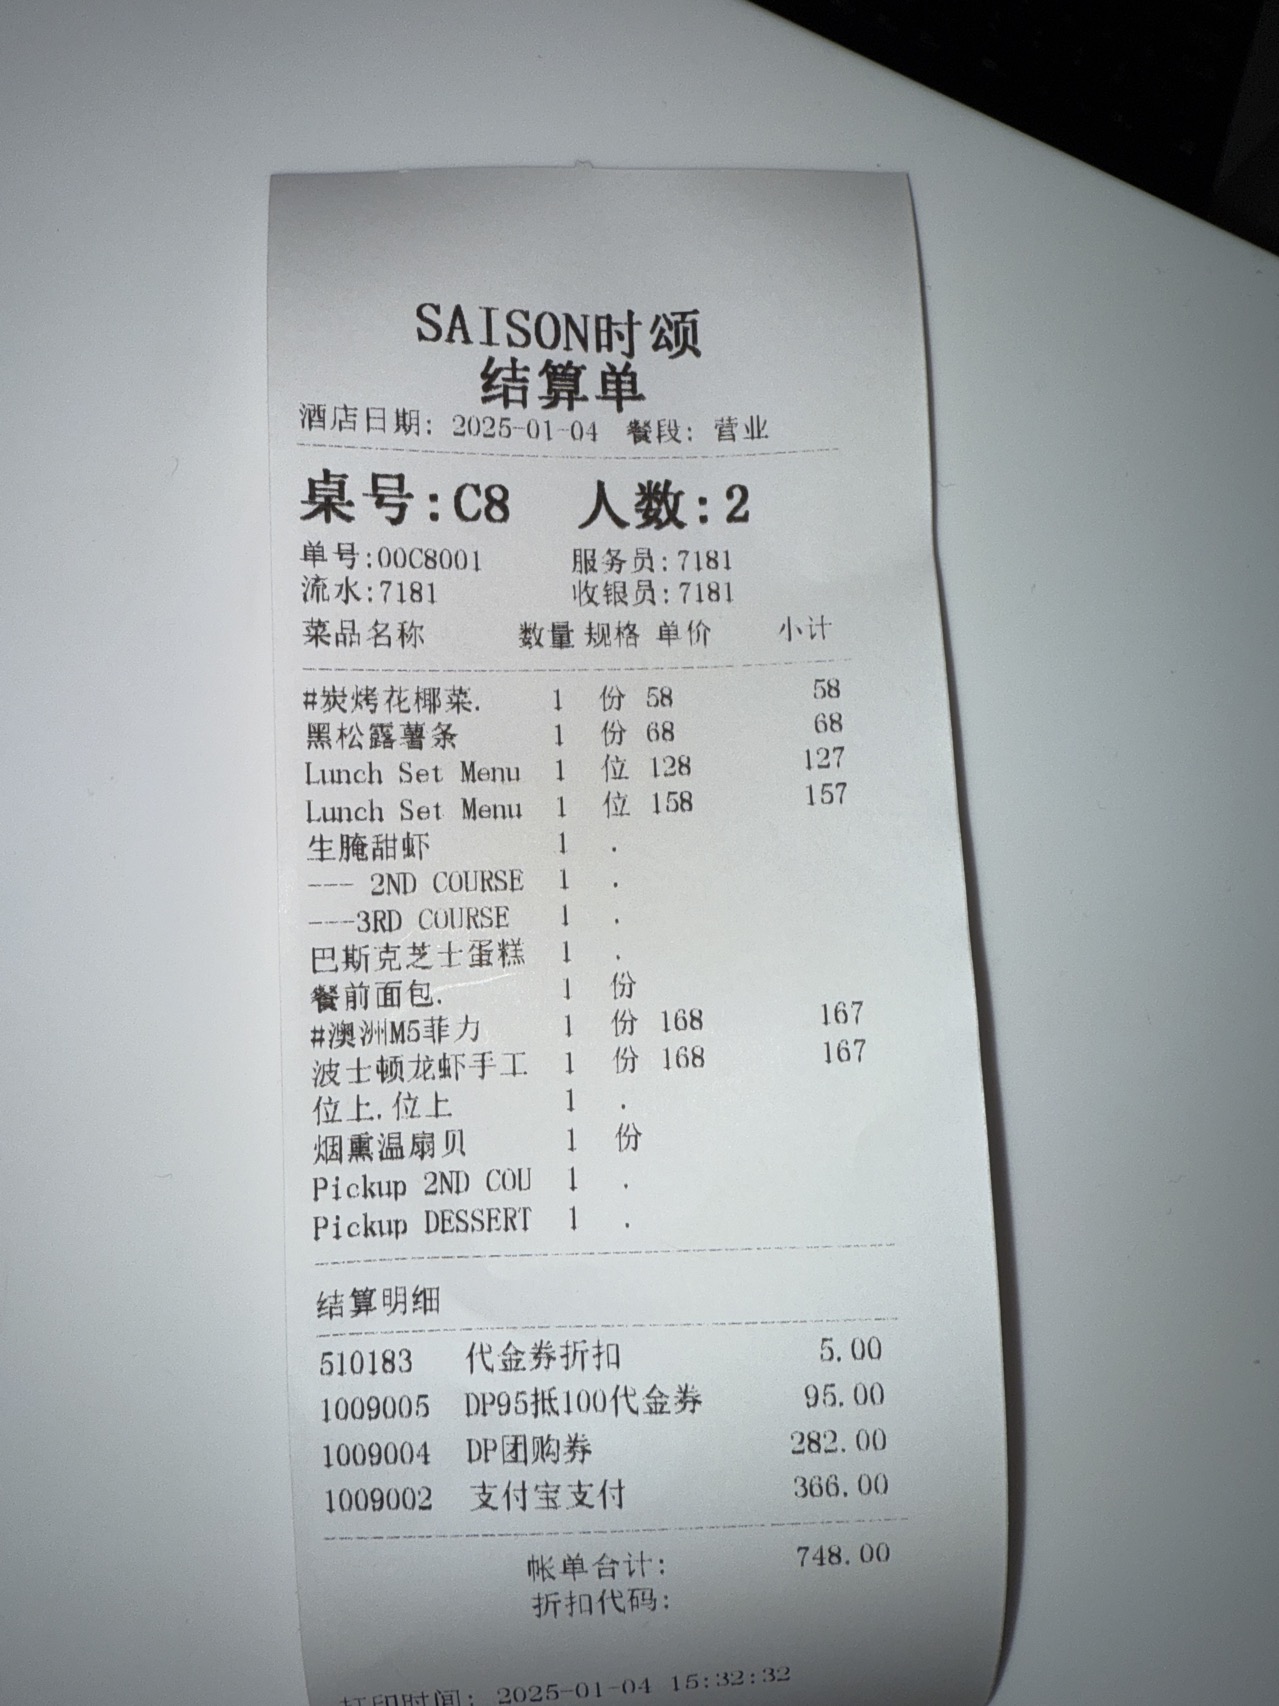 SAISON时颂
结算单
酒店日期: 2025-01-04 餐段: 营业
桌号:C8 人数:2
单号:00C8001 服务员:7181
流水:7181 收银员:7181
菜品名称 数量 规格 单价 小计
#炭烤花椰菜. 1 份 58 58
黑松露薯条 1 份 68 68
Lunch Set Menu 1 位 128 127
Lunch Set Menu 1 位 158 157
生腌甜虾 1 .
--- 2ND COURSE 1 .
---3RD COURSE 1 .
巴斯克芝士蛋糕 1 .
餐前面包. 1 份
#澳洲M5菲力 1 份 168 167
波士顿龙虾手工 1 份 168 167
位上.位上 1 .
烟熏温扇贝 1 份
Pickup 2ND COU 1 .
Pickup DESSERT 1 .
结算明细
510183 代金券折扣 5.00
1009005 DP95抵100代金券 95.00
1009004 DP团购券 282.00
1009002 支付宝支付 366.00
帐单合计: 748.00
折扣代码:
打印时间: 2025-01-04 15:32:32